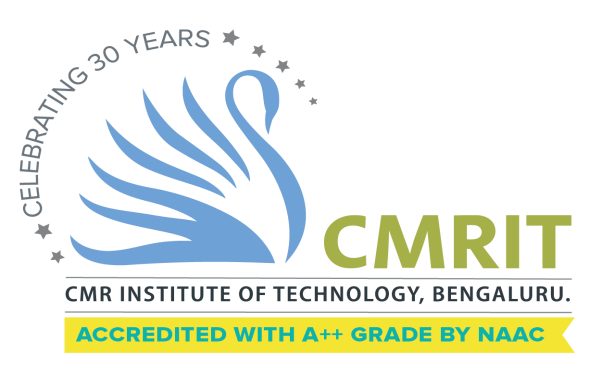 CELEBRATING 30 YEARS
CMRIT
CMR INSTITUTE OF TECHNOLOGY, BENGALURU.
ACCREDITED WITH A++ GRADE BY NAAC